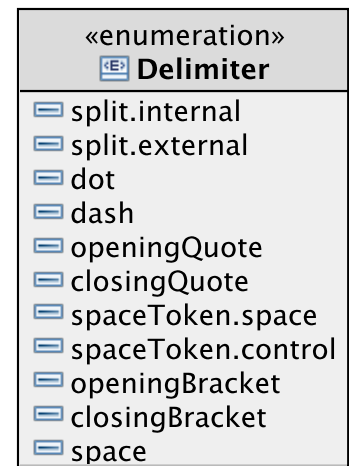 «enumeration»
<E> Delimiter
split.internal
split.external
dot
dash
openingQuote
closingQuote
spaceToken.space
spaceToken.control
openingBracket
closingBracket
space